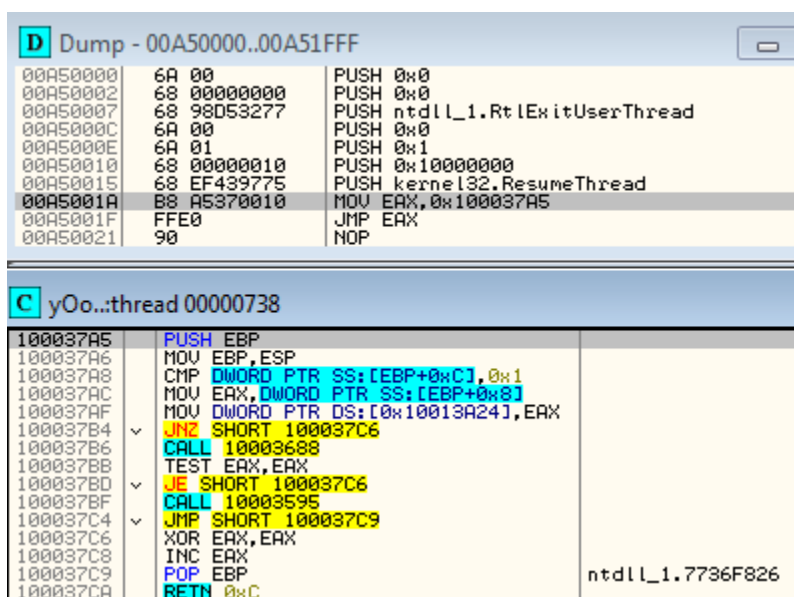 D Dump - 00A50000..00A51FFF
00A50000 6A 00 PUSH 0x0
00A50002 68 00000000 PUSH 0x0
00A50007 68 98D53277 PUSH ntdll_1.RtlExitUserThread
00A5000C 6A 00 PUSH 0x0
00A5000E 6A 01 PUSH 0x1
00A50010 68 00000010 PUSH 0x10000000
00A50015 68 EF439775 PUSH kernel32.ResumeThread
00A5001A B8 A5370010 MOV EAX,0x100037A5
00A5001F FFE0 JMP EAX
00A50021 90 NOP
C yOo..:thread 00000738
100037A5 PUSH EBP
100037A6 MOV EBP,ESP
100037A8 CMP DWORD PTR SS:[EBP+0xC],0x1
100037AC MOV EAX,DWORD PTR SS:[EBP+0x8]
100037AF MOV DWORD PTR DS:[0x10013A24],EAX
100037B4 JNZ SHORT 100037C6
100037B6 CALL 10003688
100037BB TEST EAX,EAX
100037BD JE SHORT 100037C6
100037BF CALL 10003595
100037C4 JMP SHORT 100037C9
100037C6 XOR EAX,EAX
100037C8 INC EAX
100037C9 POP EBP ntdll_1.7736F826
100037CA RETN 0xC